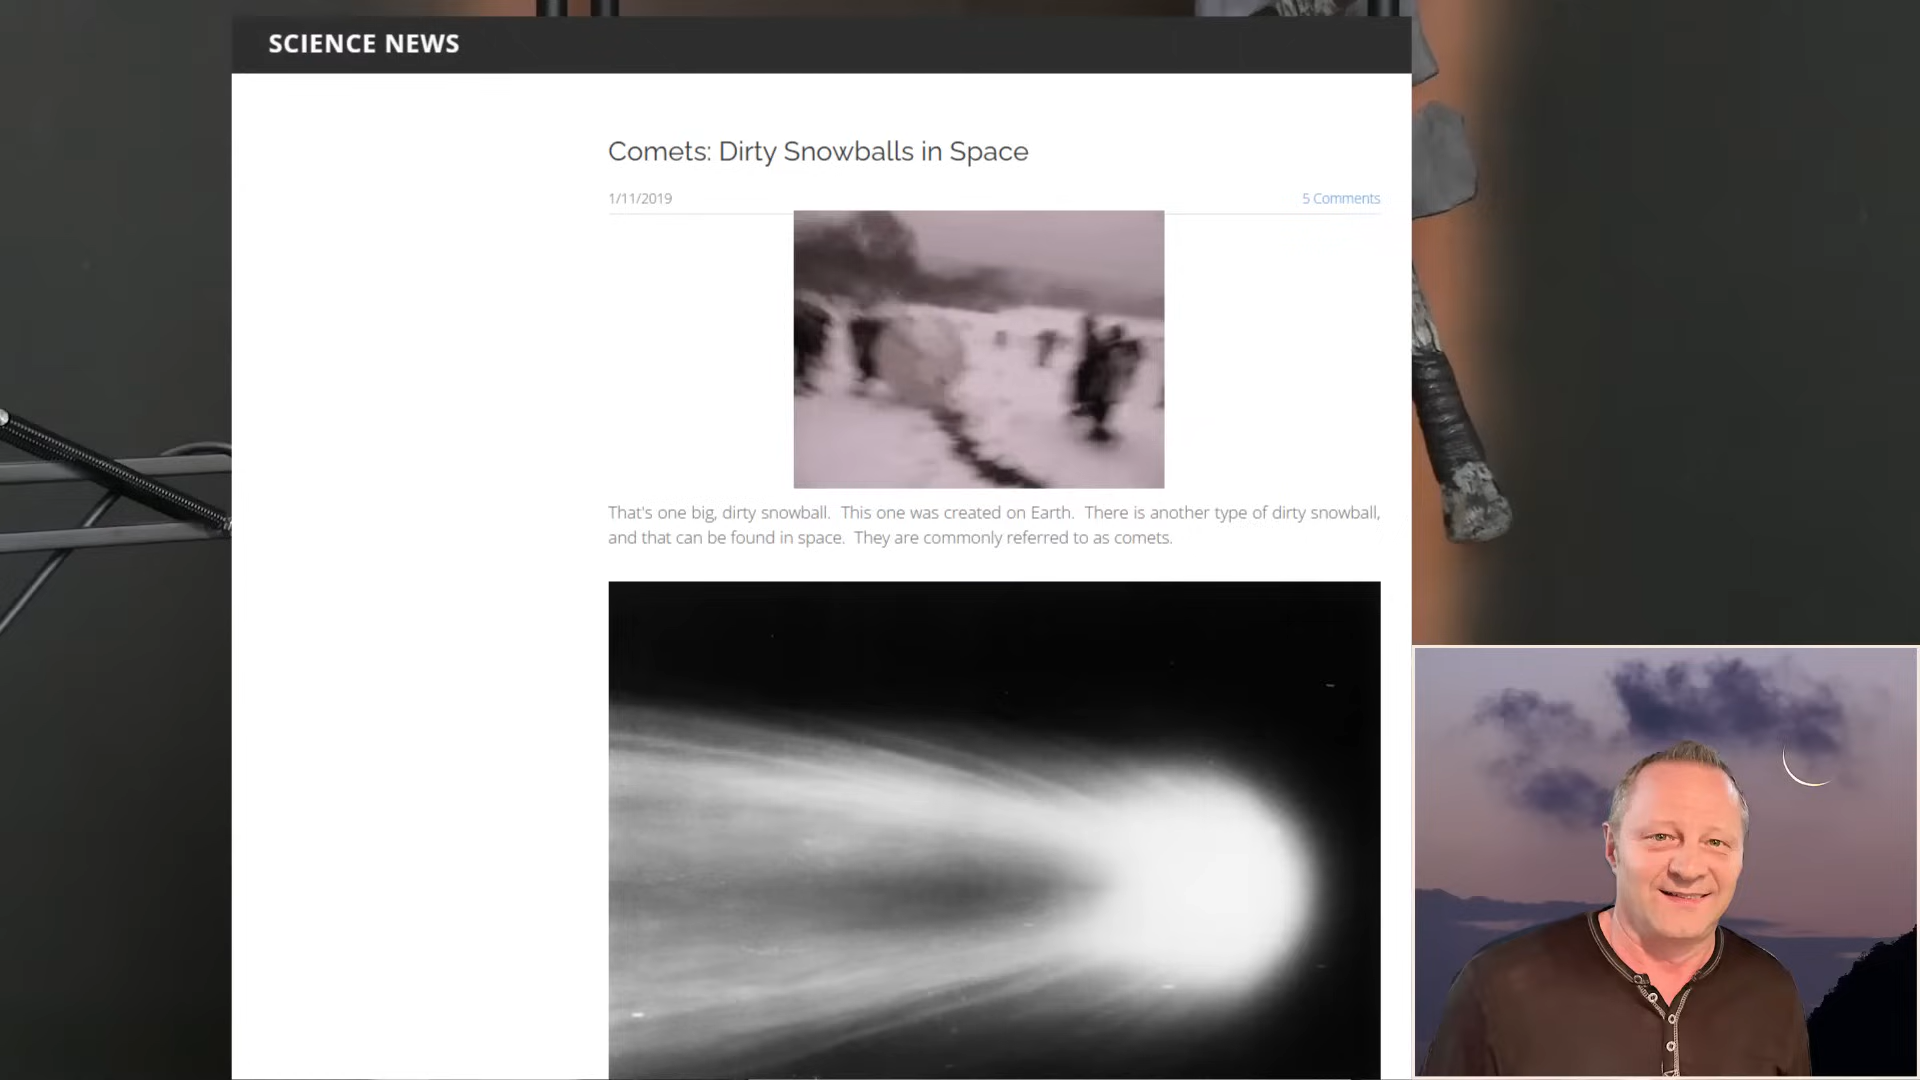 SCIENCE NEWS
Comets: Dirty Snowballs in Space
1/11/2019
5 Comments
That's one big, dirty snowball.  This one was created on Earth.  There is another type of dirty snowball,
and that can be found in space.  They are commonly referred to as comets.